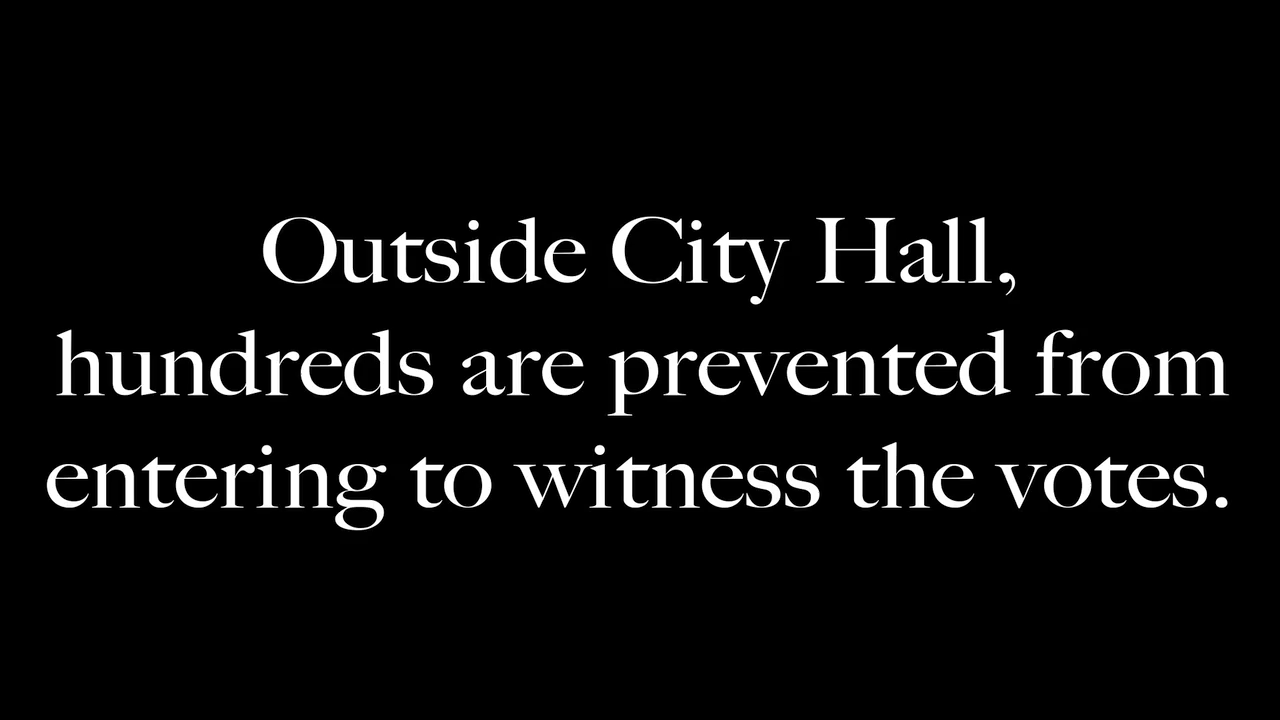 Outside City Hall,
hundreds are prevented from
entering to witness the votes.